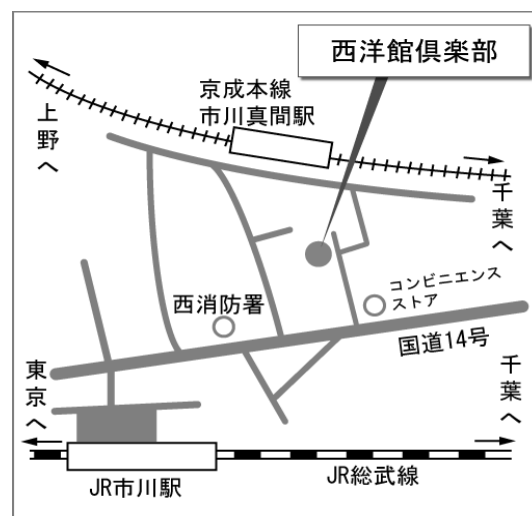 西洋館倶楽部
京成本線
市川真間駅
上野へ
千葉へ
コンビニエンス
ストア
西消防署
国道14号
東京へ
千葉へ
JR市川駅
JR総武線